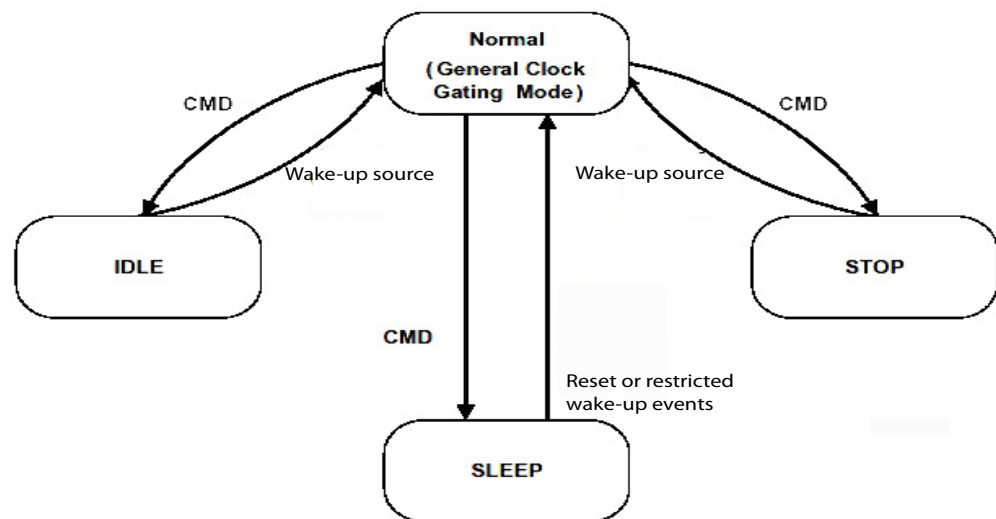 Normal
(General Clock
Gating Mode)
CMD
CMD
Wake-up source
Wake-up source
IDLE
STOP
CMD
Reset or restricted
wake-up events
SLEEP